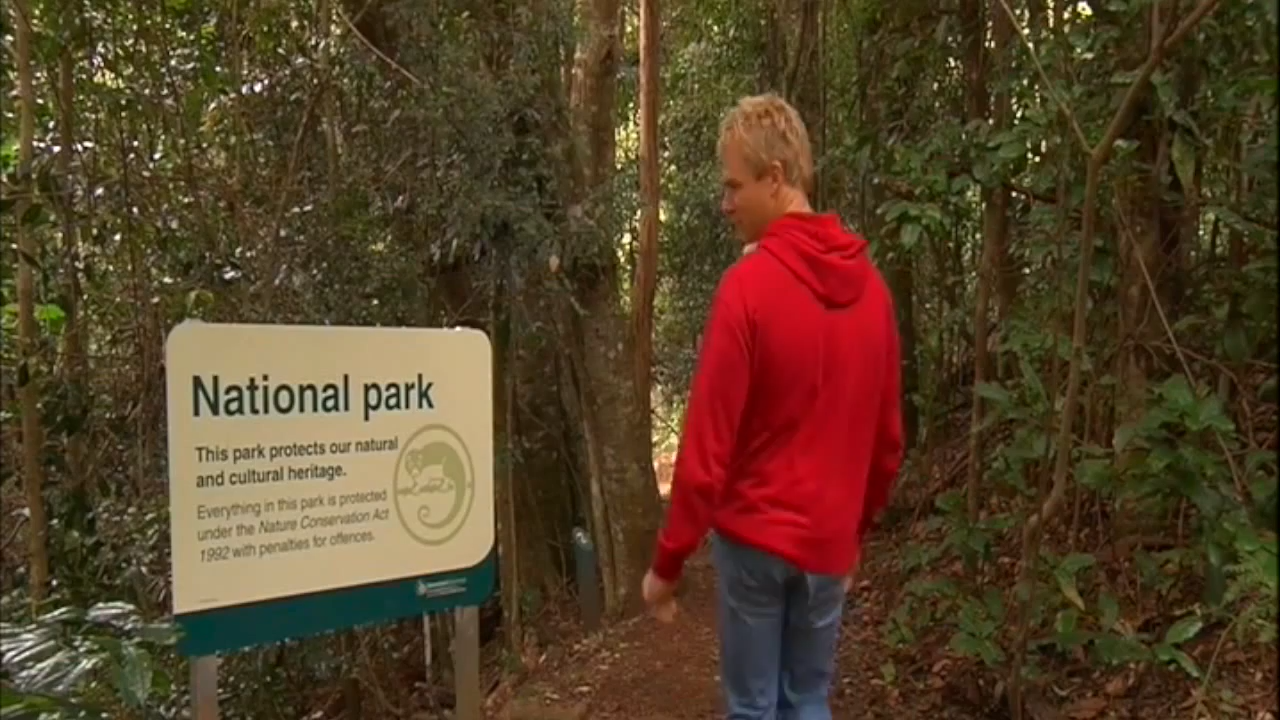 National park
This park protects our natural
and cultural heritage.
Everything in this park is protected
under the Nature Conservation Act
1992 with penalties for offences.